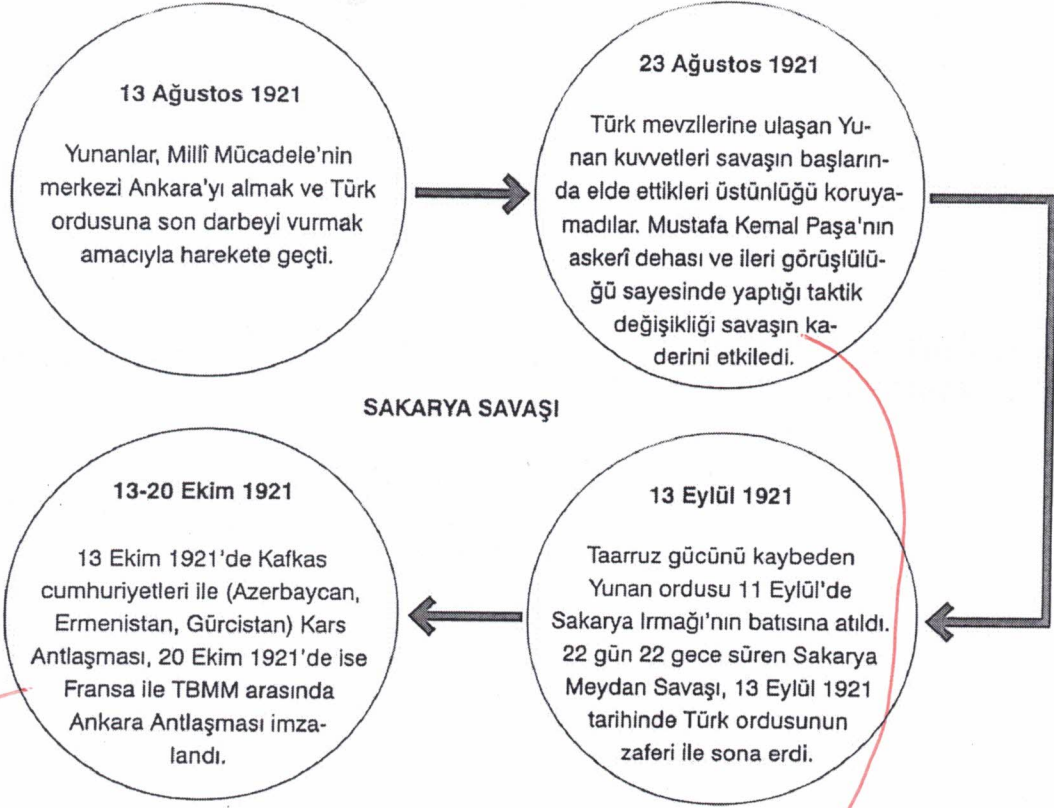 13 Ağustos 1921
Yunanlar, Millî Mücadele'nin
merkezi Ankara'yı almak ve Türk
ordusuna son darbeyi vurmak
amacıyla harekete geçti.
23 Ağustos 1921
Türk mevzilerine ulaşan Yu-
nan kuvvetleri savaşın başların-
da elde ettikleri üstünlüğü koruya-
madılar. Mustafa Kemal Paşa'nın
askerî dehası ve ileri görüşlülü-
ğü sayesinde yaptığı taktik
değişikliği savaşın ka-
derini etkiledi.
SAKARYA SAVAŞI
13 Eylül 1921
Taarruz gücünü kaybeden
Yunan ordusu 11 Eylül'de
Sakarya Irmağı'nın batısına atıldı.
22 gün 22 gece süren Sakarya
Meydan Savaşı, 13 Eylül 1921
tarihinde Türk ordusunun
zaferi ile sona erdi.
13-20 Ekim 1921
13 Ekim 1921'de Kafkas
cumhuriyetleri ile (Azerbaycan,
Ermenistan, Gürcistan) Kars
Antlaşması, 20 Ekim 1921'de ise
Fransa ile TBMM arasında
Ankara Antlaşması imza-
landı.